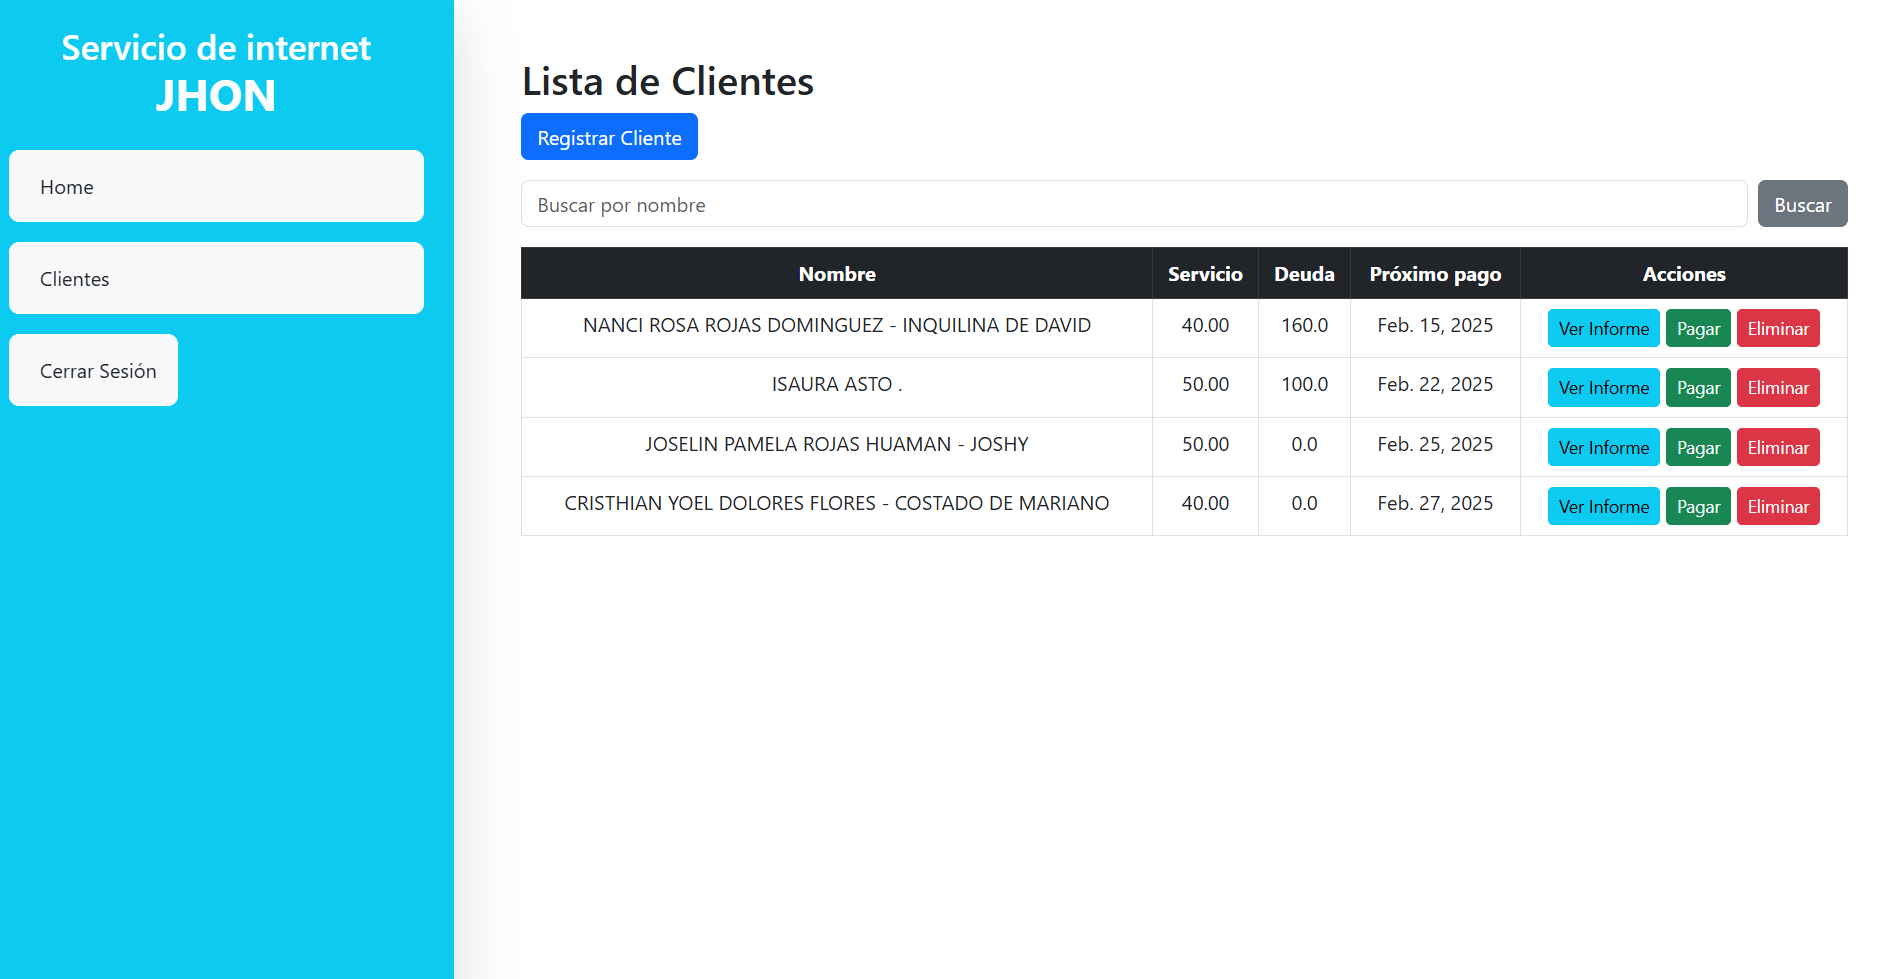 Servicio de internet
JHON
Home
Clientes
Cerrar Sesión
Lista de Clientes
Registrar Cliente
Buscar por nombre Buscar
Nombre Servicio Deuda Próximo pago Acciones
NANCI ROSA ROJAS DOMINGUEZ - INQUILINA DE DAVID 40.00 160.0 Feb. 15, 2025 Ver Informe Pagar Eliminar
ISAURA ASTO . 50.00 100.0 Feb. 22, 2025 Ver Informe Pagar Eliminar
JOSELIN PAMELA ROJAS HUAMAN - JOSHY 50.00 0.0 Feb. 25, 2025 Ver Informe Pagar Eliminar
CRISTHIAN YOEL DOLORES FLORES - COSTADO DE MARIANO 40.00 0.0 Feb. 27, 2025 Ver Informe Pagar Eliminar